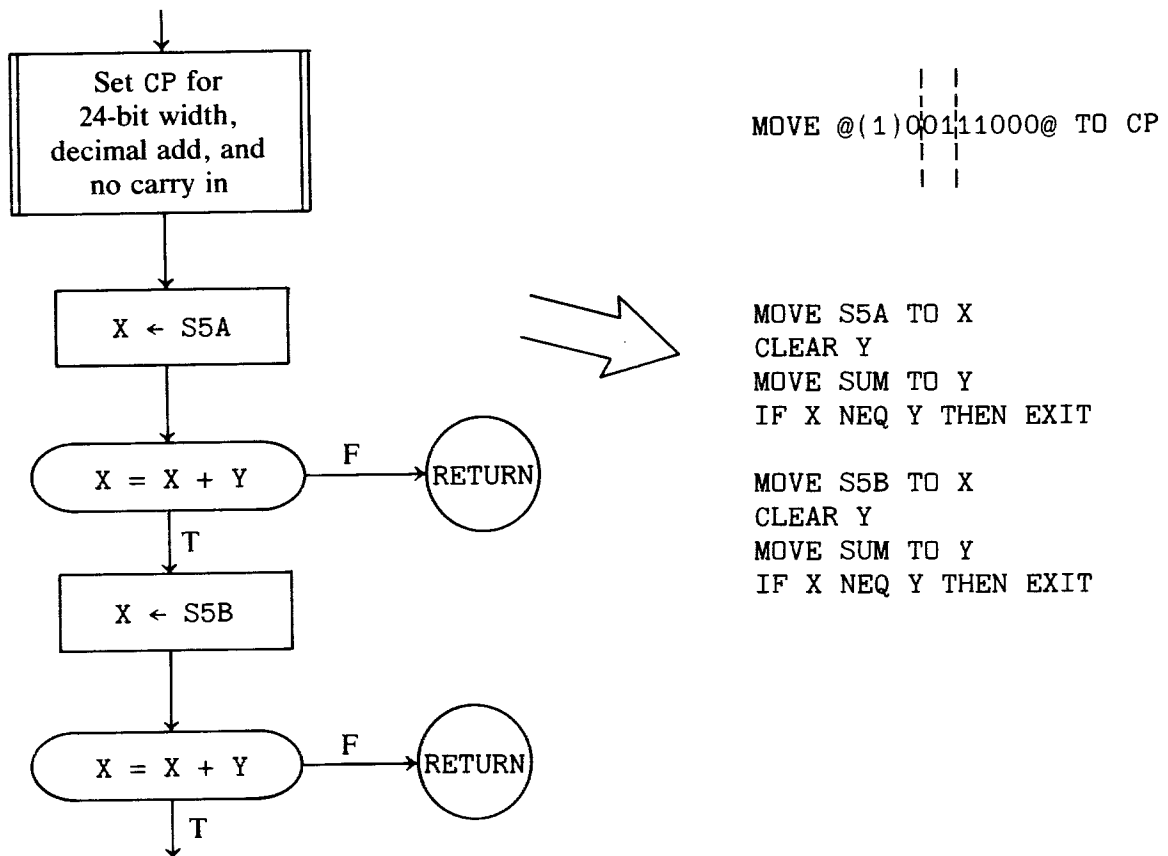 Set CP for
24-bit width,
decimal add, and
no carry in
X ← S5A
X = X + Y
F
RETURN
T
X ← S5B
X = X + Y
F
RETURN
T
MOVE @(1)00111000@ TO CP
MOVE S5A TO X
CLEAR Y
MOVE SUM TO Y
IF X NEQ Y THEN EXIT
MOVE S5B TO X
CLEAR Y
MOVE SUM TO Y
IF X NEQ Y THEN EXIT